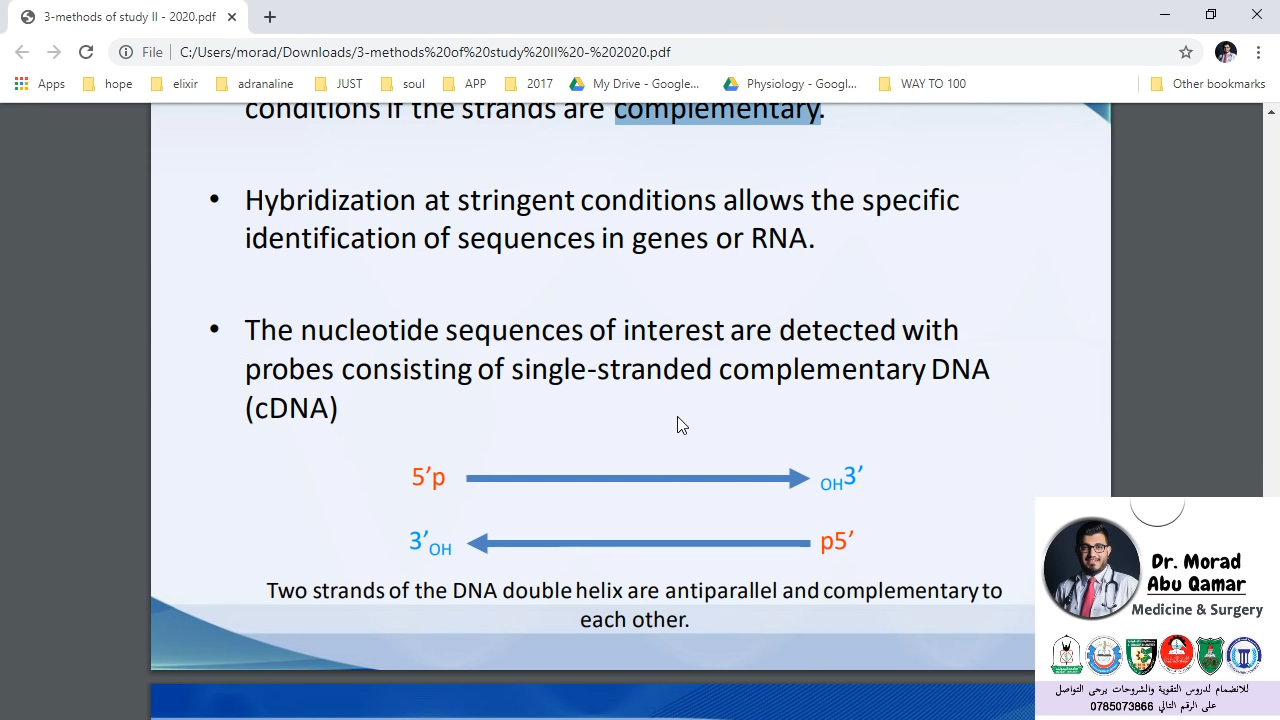 3-methods of study II - 2020.pdf
File
C:/Users/morad/Downloads/3-methods%20of%20study%20II%20-%202020.pdf
Apps hope elixir adranaline JUST soul APP 2017 My Drive - Google... Physiology - Googl... WAY TO 100 Other bookmarks
conditions if the strands are complementary.
• Hybridization at stringent conditions allows the specific
identification of sequences in genes or RNA.
• The nucleotide sequences of interest are detected with
probes consisting of single-stranded complementary DNA
(cDNA)
5’p OH3’
3’OH p5’
Two strands of the DNA double helix are antiparallel and complementary to
each other.
Dr. Morad
Abu Qamar
Medicine & Surgery
للانضمام لدروس التقوية والشروحات يرجى التواصل
على الرقم التالي 0785073866